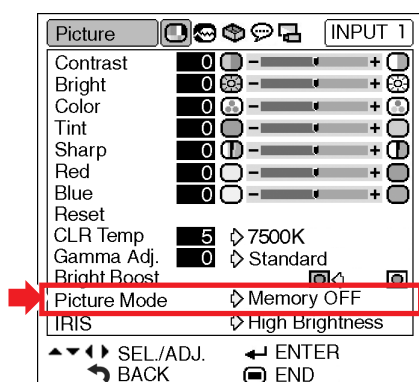 Picture INPUT 1
Contrast 0 - +
Bright 0 - +
Color 0 - +
Tint 0 - +
Sharp 0 - +
Red 0 - +
Blue 0 - +
Reset
CLR Temp 5 7500K
Gamma Adj. 0 Standard
Bright Boost
Picture Mode Memory OFF
IRIS High Brightness
SEL./ADJ. ENTER
BACK END